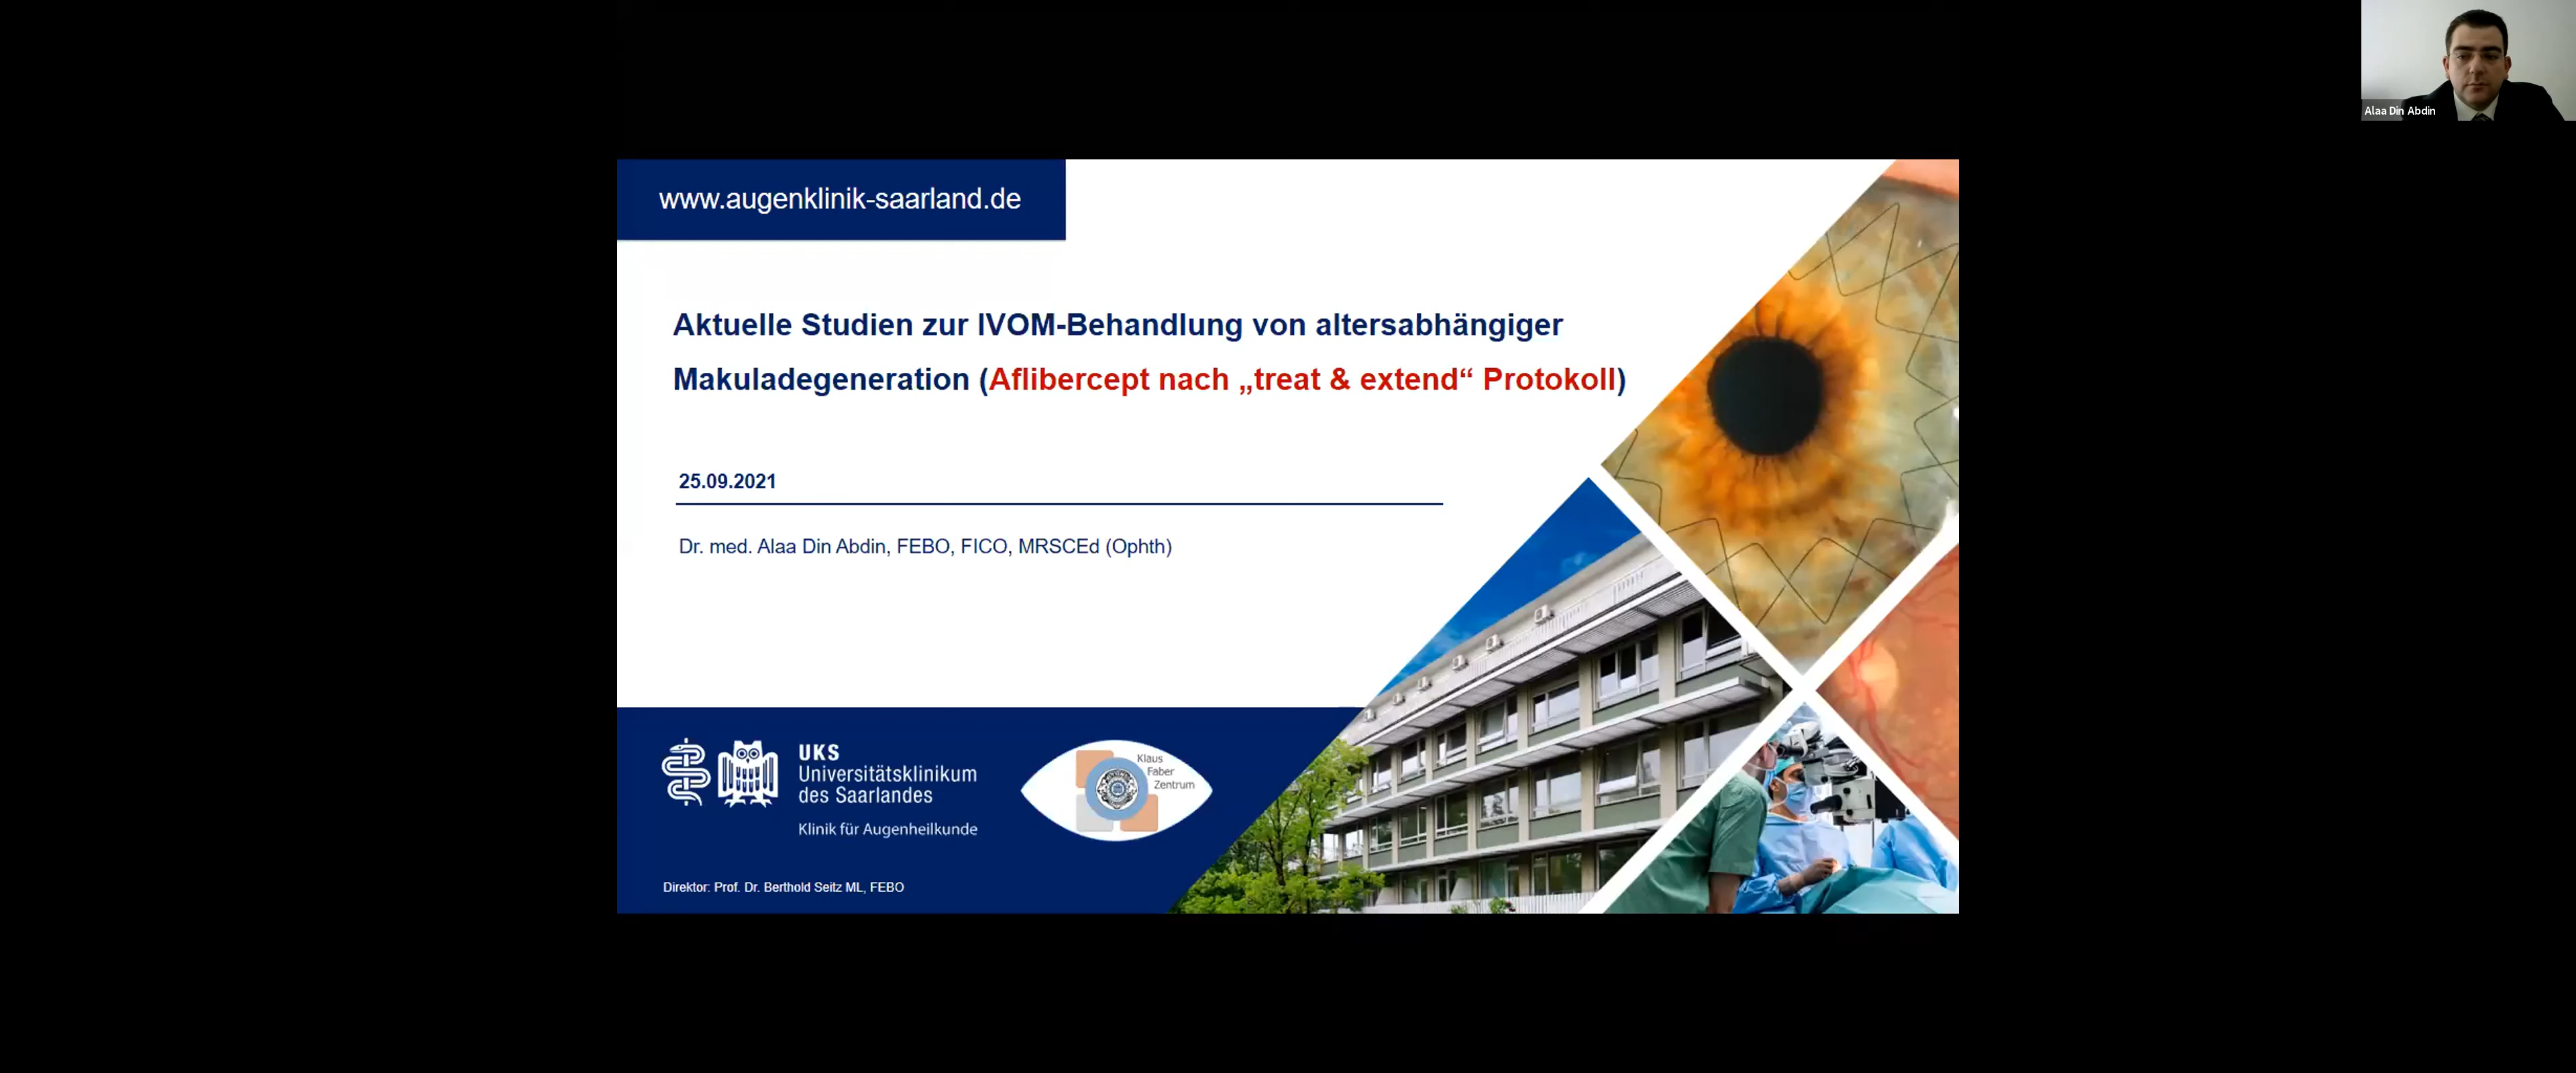 Alaa Din Abdin
www.augenklinik-saarland.de
Aktuelle Studien zur IVOM-Behandlung von altersabhängiger
Makuladegeneration (Aflibercept nach „treat & extend“ Protokoll)
25.09.2021
Dr. med. Alaa Din Abdin, FEBO, FICO, MRSCEd (Ophth)
UKS
Universitätsklinikum
des Saarlandes
Klinik für Augenheilkunde
Klaus
Faber
Zentrum
Direktor: Prof. Dr. Berthold Seitz ML, FEBO